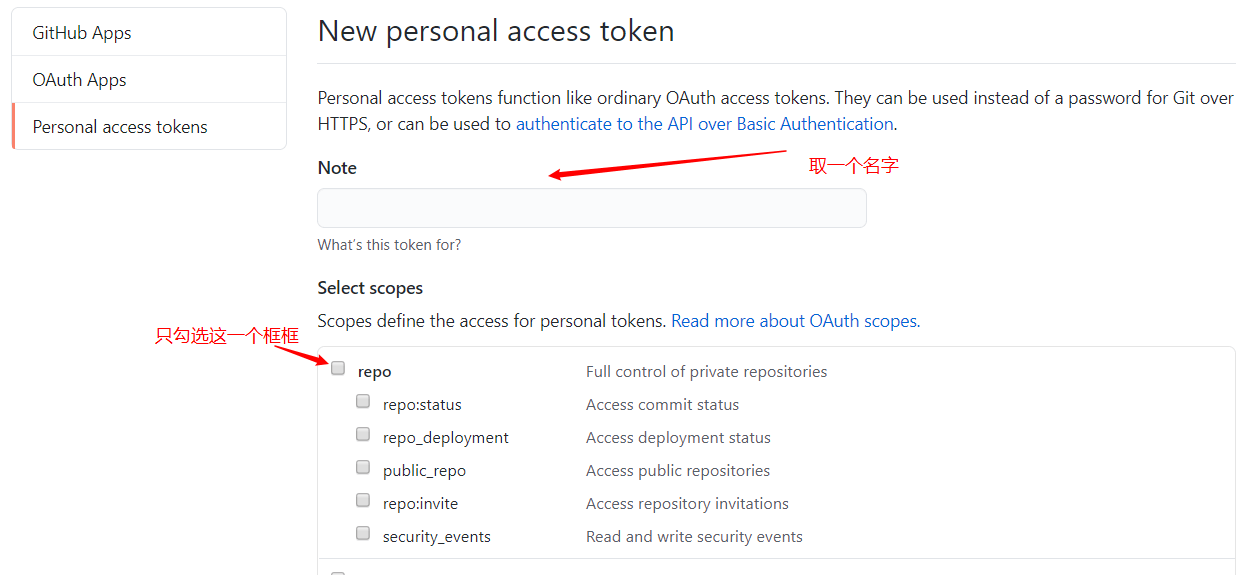 GitHub Apps
OAuth Apps
Personal access tokens
New personal access token
Personal access tokens function like ordinary OAuth access tokens. They can be used instead of a password for Git over
HTTPS, or can be used to authenticate to the API over Basic Authentication.
Note
取一个名字
What's this token for?
Select scopes
Scopes define the access for personal tokens. Read more about OAuth scopes.
只勾选这一个框框
repo Full control of private repositories
repo:status Access commit status
repo_deployment Access deployment status
public_repo Access public repositories
repo:invite Access repository invitations
security_events Read and write security events